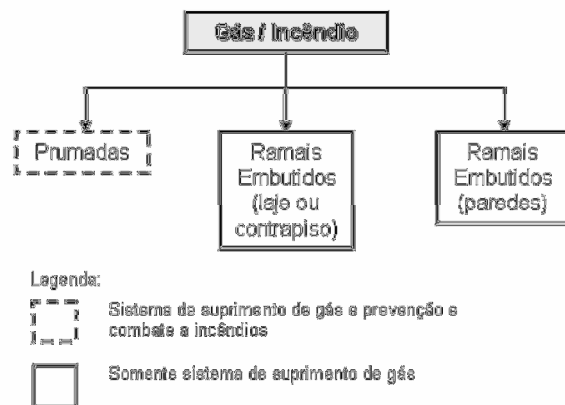 Gás / Incêndio
Prumadas
Ramais
Embutidos
(laje ou
contrapiso)
Ramais
Embutidos
(paredes)
Legenda:
Sistema de suprimento de gás e prevenção e
combate a incêndios
Somente sistema de suprimento de gás